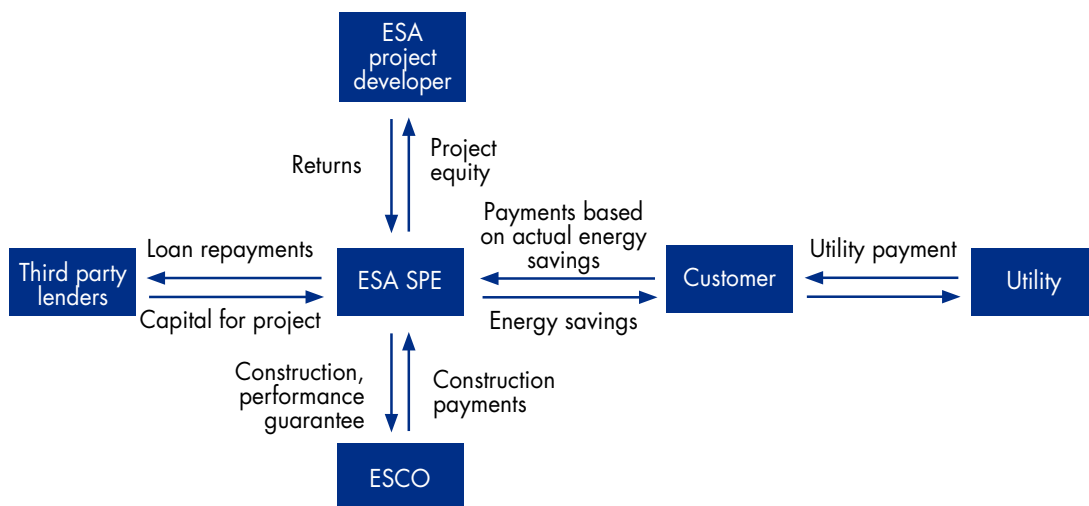 ESA
project
developer
Returns
Project
equity
Payments based
on actual energy
savings
Loan repayments
Utility payment
Third party
lenders
ESA SPE
Customer
Utility
Capital for project
Energy savings
Construction,
performance
guarantee
Construction
payments
ESCO